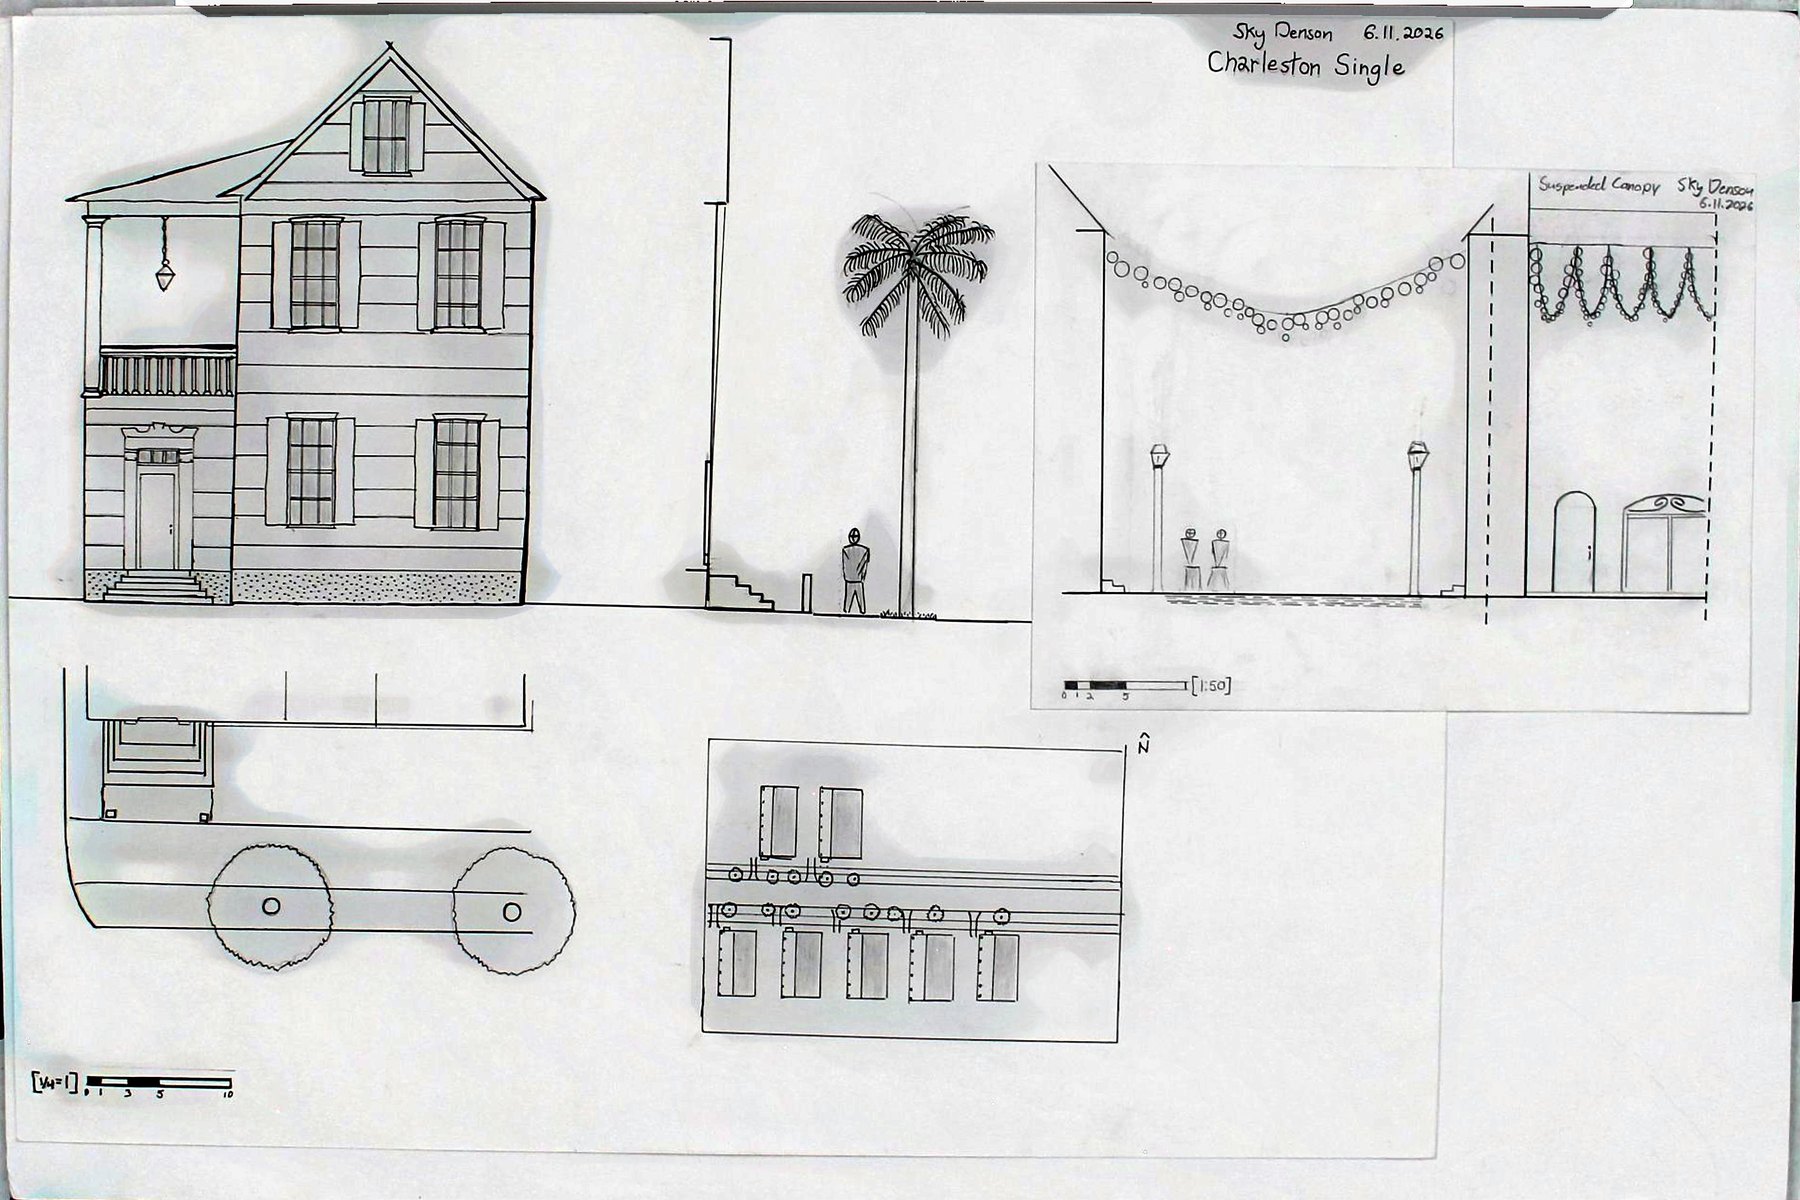 Sky Denson 6.11.2026
Charleston Single
Suspended Canopy Sky Denson
6.11.2026
0 1 2 5 [1:50]
N
[1/4=1] 0 1 3 5 10